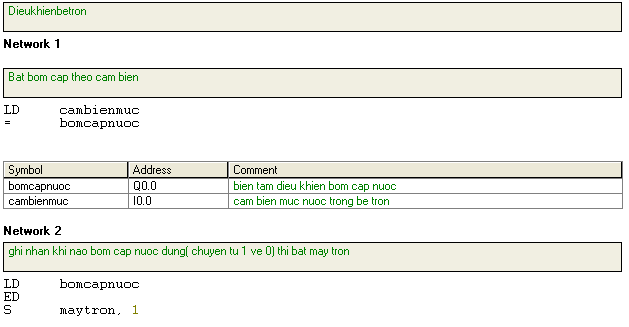 Dieukhienbetron
Network 1
Bat bom cap theo cam bien
LD cambienmuc
= bomcapnuoc
Symbol Address Comment
bomcapnuoc Q0.0 bien tam dieu khien bom cap nuoc
cambienmuc I0.0 cam bien muc nuoc trong be tron
Network 2
ghi nhan khi nao bom cap nuoc dung( chuyen tu 1 ve 0) thi bat may tron
LD bomcapnuoc
ED
S maytron, 1